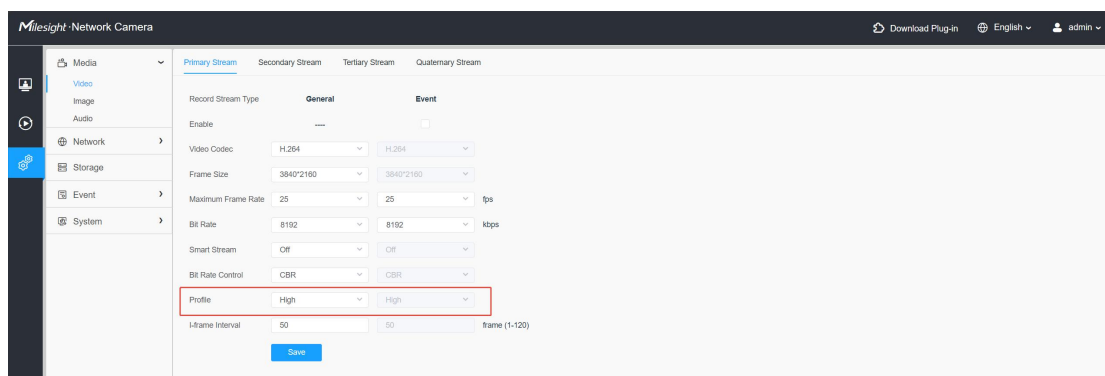 Milesight Network Camera
Download Plug-in English admin
Media
Video
Image
Audio
Network
Storage
Event
System
Primary Stream Secondary Stream Tertiary Stream Quaternary Stream
Record Stream Type General Event
Enable ----
Video Codec H.264 H.264
Frame Size 3840*2160 3840*2160
Maximum Frame Rate 25 25 fps
Bit Rate 8192 8192 kbps
Smart Stream Off Off
Bit Rate Control CBR CBR
Profile High High
I-frame Interval 50 50 frame (1-120)
Save